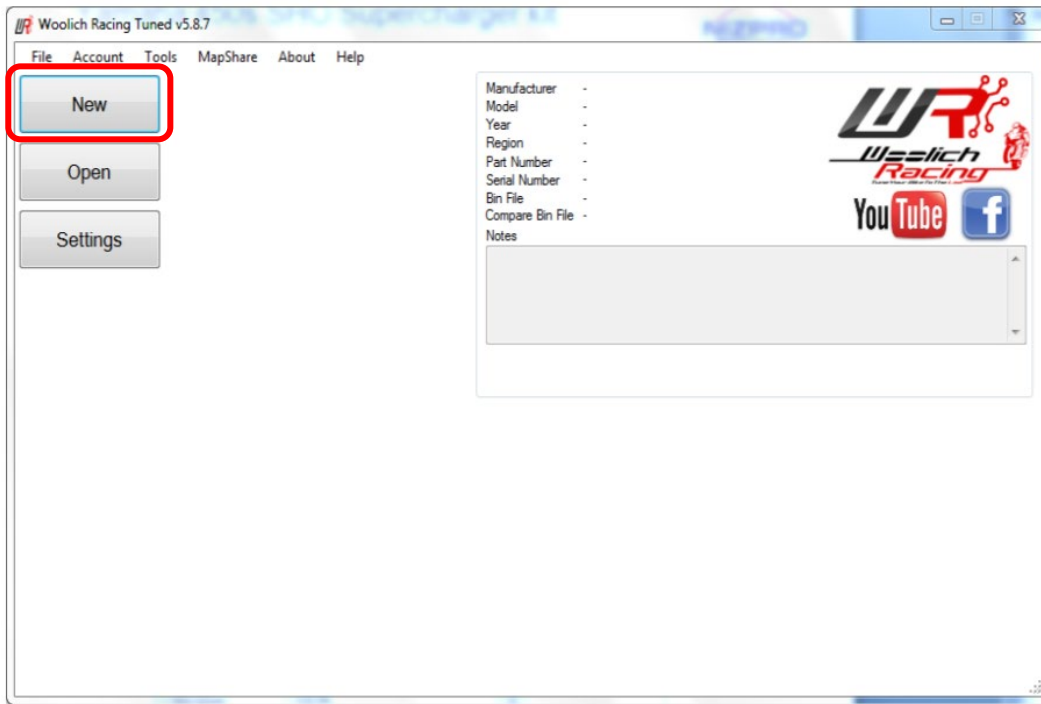 Woolich Racing Tuned v5.8.7
File Account Tools MapShare About Help
New
Open
Settings
Manufacturer -
Model -
Year -
Region -
Part Number -
Serial Number -
Bin File -
Compare Bin File -
Notes
WR
Woolich
Racing
YouTube
f